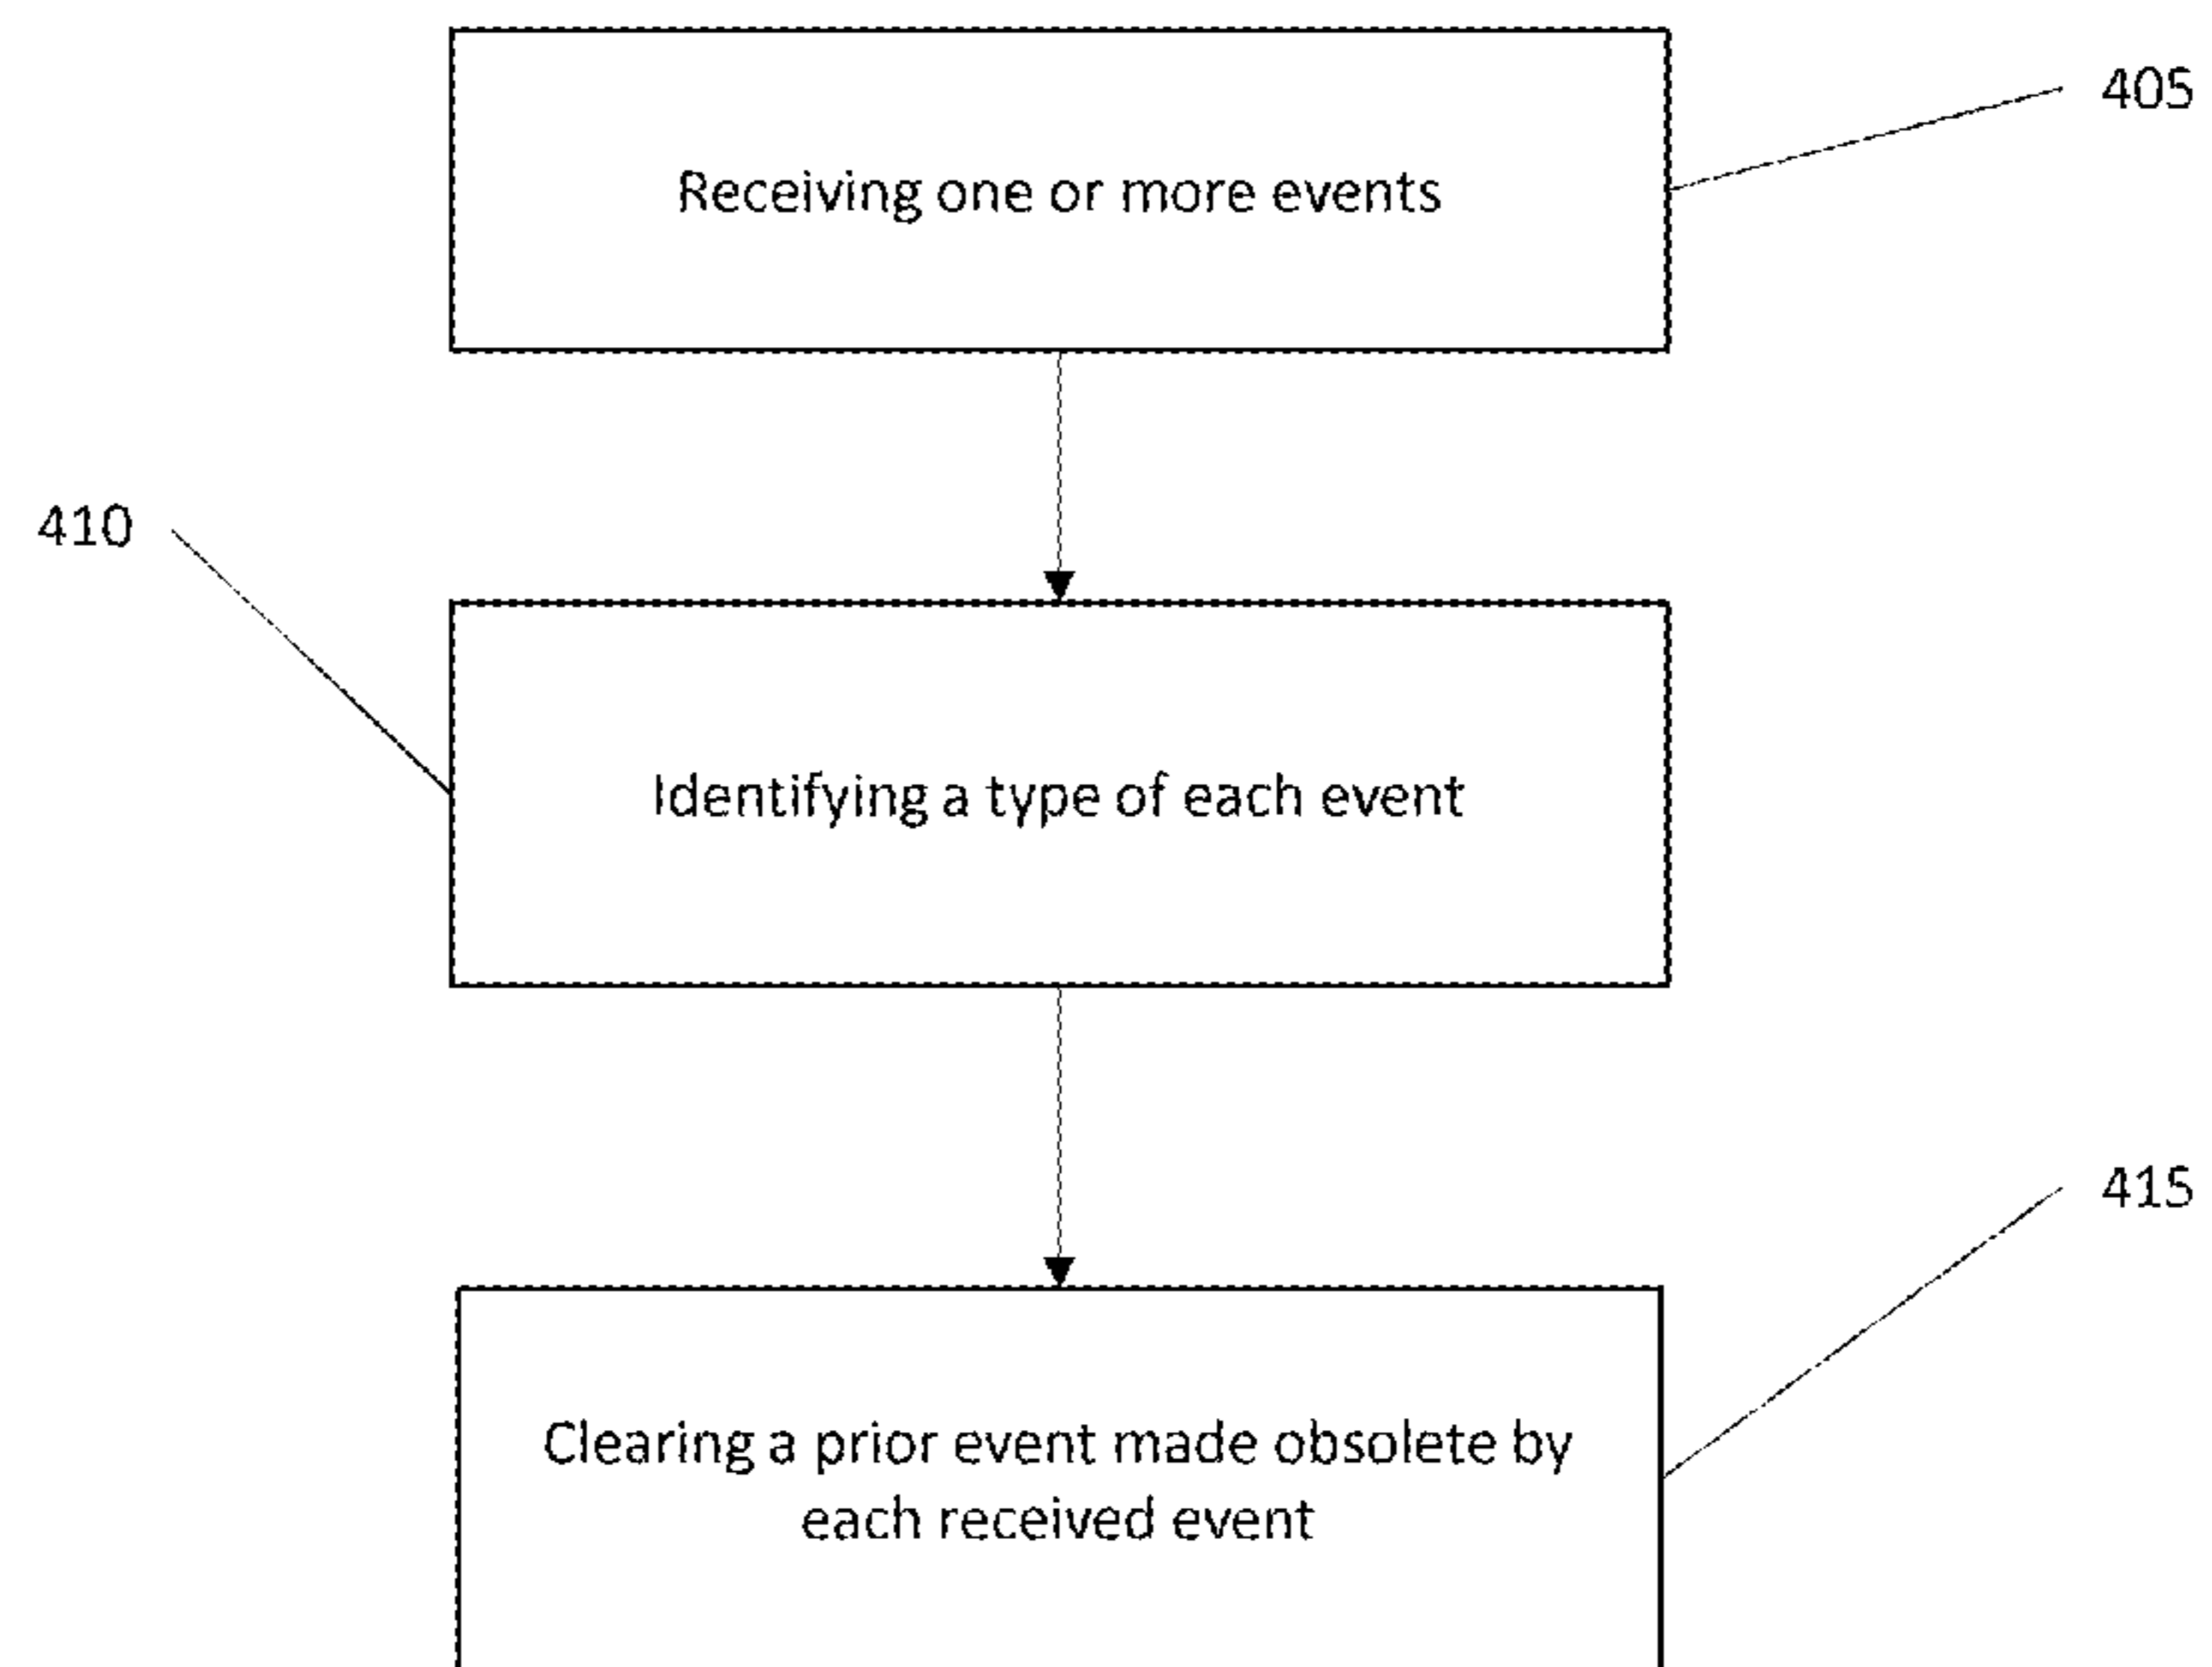 405
Receiving one or more events
410
Identifying a type of each event
415
Clearing a prior event made obsolete by
each received event